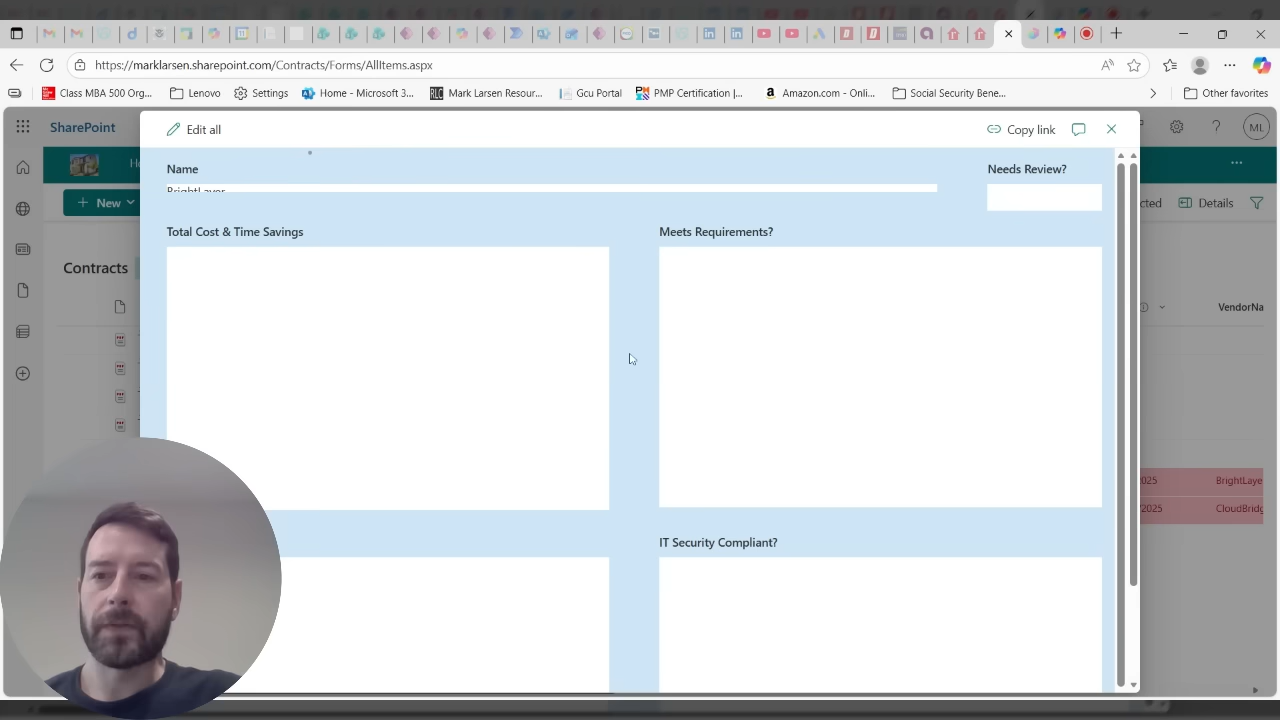 https://marklarsen.sharepoint.com/Contracts/Forms/AllItems.aspx
Class MBA 500 Org...
Lenovo
Settings
Home - Microsoft 3...
Mark Larsen Resour...
Gcu Portal
PMP Certification |...
Amazon.com - Onli...
Social Security Bene...
Other favorites
SharePoint
Edit all
Copy link
ML
Name
Needs Review?
BrightLayer
New
Details
Total Cost & Time Savings
Meets Requirements?
Contracts
VendorNa
025
BrightLaye
/2025
CloudBridg
IT Security Compliant?